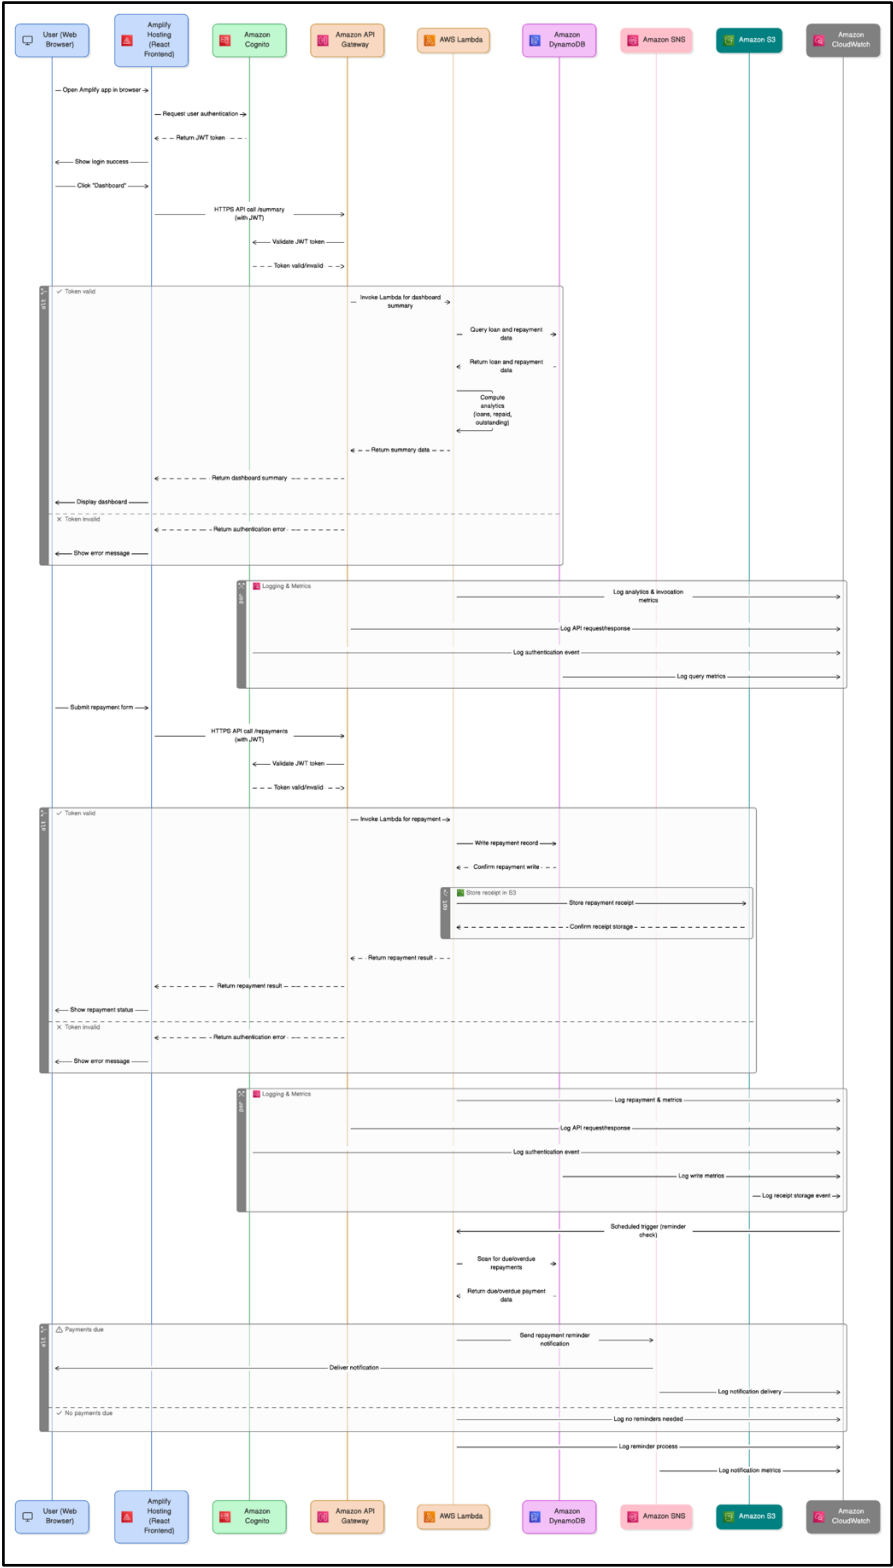 User (Web
Browser)
Amplify
Hosting
(React
Frontend)
Amazon
Cognito
Amazon API
Gateway
AWS Lambda
Amazon
DynamoDB
Amazon SNS
Amazon S3
Amazon
CloudWatch
Open Amplify app in browser
Request user authentication
Return JWT token
Show login success
Click "Dashboard"
HTTPS API call /summary
(with JWT)
Validate JWT token
Token valid/invalid
alt
Token valid
Invoke Lambda for dashboard
summary
Query loan and repayment
data
Return loan and repayment
data
Compute
analytics
(loans, repaid,
outstanding)
Return summary data
Return dashboard summary
Display dashboard
Token invalid
Return authentication error
Show error message
par
Logging & Metrics
Log analytics & invocation
metrics
Log API request/response
Log authentication event
Log query metrics
Submit repayment form
HTTPS API call /repayments
(with JWT)
Validate JWT token
Token valid/invalid
alt
Token valid
Invoke Lambda for repayment
Write repayment record
Confirm repayment write
opt
Store receipt in S3
Store repayment receipt
Confirm receipt storage
Return repayment result
Return repayment result
Show repayment status
Token invalid
Return authentication error
Show error message
par
Logging & Metrics
Log repayment & metrics
Log API request/response
Log authentication event
Log write metrics
Log receipt storage event
Scheduled trigger (reminder
check)
Scan for due/overdue
repayments
Return due/overdue payment
data
alt
Payments due
Send repayment reminder
notification
Deliver notification
Log notification delivery
No payments due
Log no reminders needed
Log reminder process
Log notification metrics
User (Web
Browser)
Amplify
Hosting
(React
Frontend)
Amazon
Cognito
Amazon API
Gateway
AWS Lambda
Amazon
DynamoDB
Amazon SNS
Amazon S3
Amazon
CloudWatch